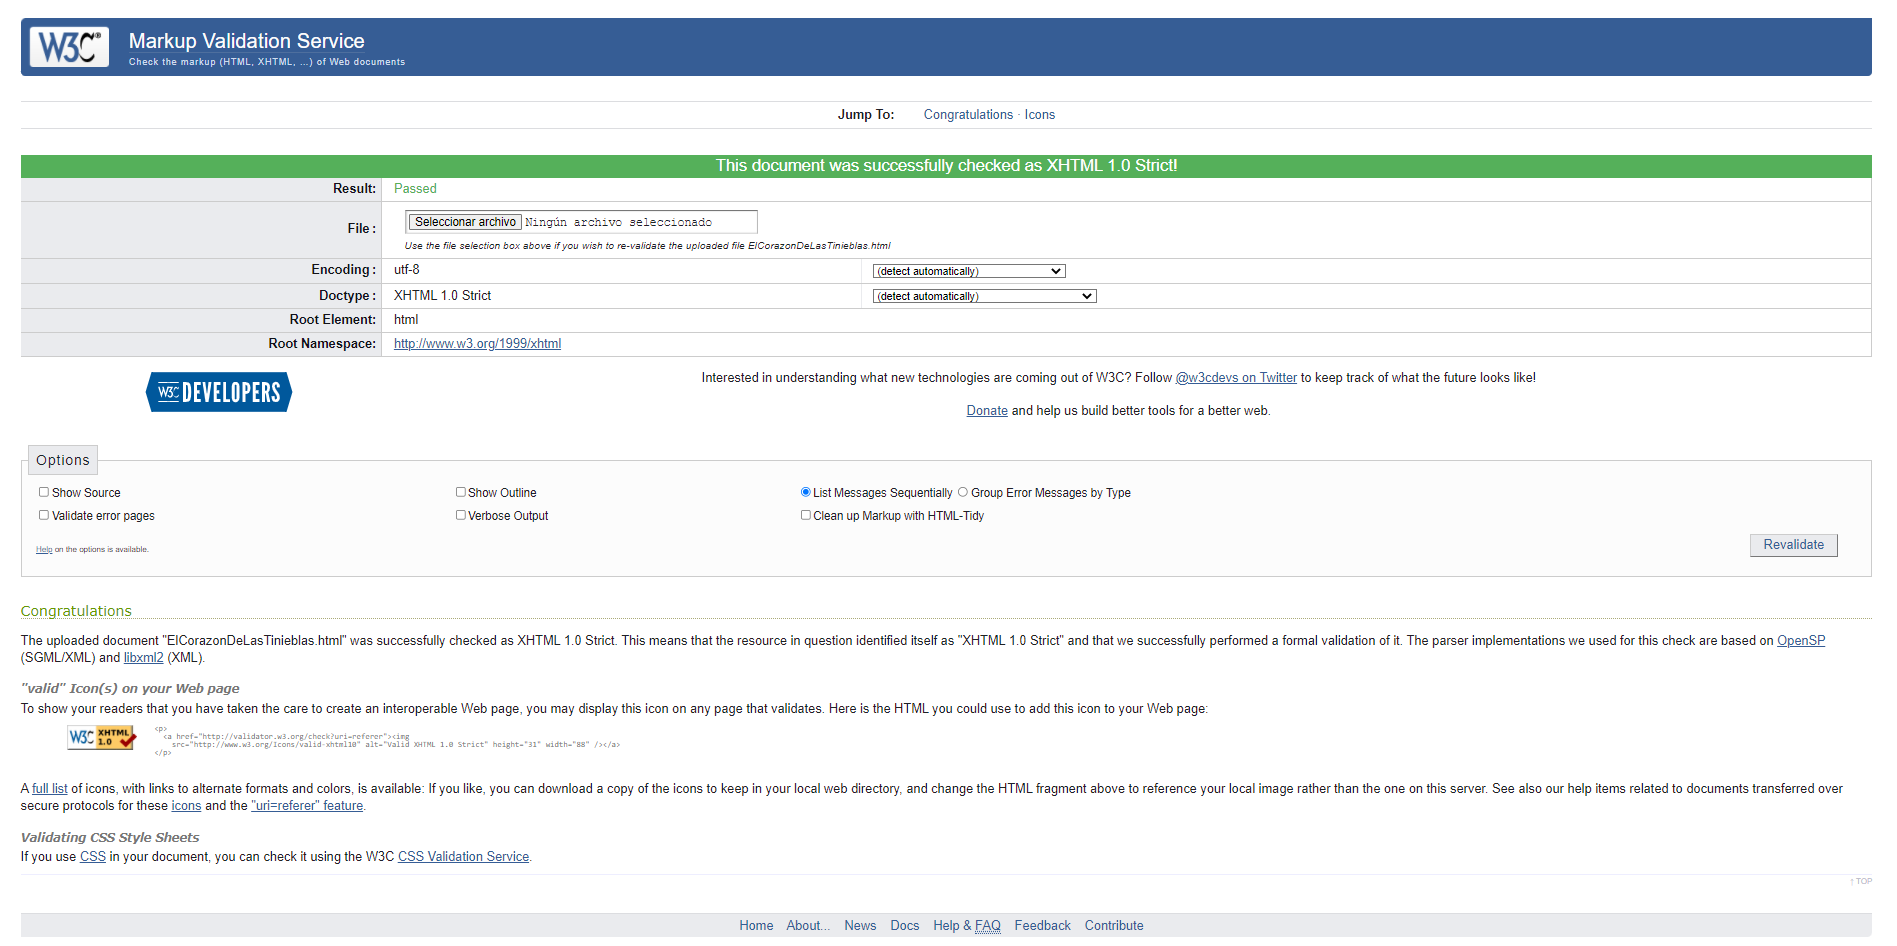 W3C®
Markup Validation Service
Check the markup (HTML, XHTML, ...) of Web documents
Jump To: Congratulations · Icons
This document was successfully checked as XHTML 1.0 Strict!
Result: Passed
File : Seleccionar archivo Ningún archivo seleccionado
Use the file selection box above if you wish to re-validate the uploaded file ElCorazonDeLasTinieblas.html
Encoding : utf-8 (detect automatically)
Doctype : XHTML 1.0 Strict (detect automatically)
Root Element: html
Root Namespace: http://www.w3.org/1999/xhtml
W3C DEVELOPERS
Interested in understanding what new technologies are coming out of W3C? Follow @w3cdevs on Twitter to keep track of what the future looks like!
Donate and help us build better tools for a better web.
Options
Show Source Show Outline List Messages Sequentially Group Error Messages by Type
Validate error pages Verbose Output Clean up Markup with HTML-Tidy
Help on the options is available.
Revalidate
Congratulations
The uploaded document "ElCorazonDeLasTinieblas.html" was successfully checked as XHTML 1.0 Strict. This means that the resource in question identified itself as "XHTML 1.0 Strict" and that we successfully performed a formal validation of it. The parser implementations we used for this check are based on OpenSP
(SGML/XML) and libxml2 (XML).
"valid" Icon(s) on your Web page
To show your readers that you have taken the care to create an interoperable Web page, you may display this icon on any page that validates. Here is the HTML you could use to add this icon to your Web page:
W3C XHTML 1.0
<p>
<a href="http://validator.w3.org/check?uri=referer"><img
src="http://www.w3.org/Icons/valid-xhtml10" alt="Valid XHTML 1.0 Strict" height="31" width="88" /></a>
</p>
A full list of icons, with links to alternate formats and colors, is available: If you like, you can download a copy of the icons to keep in your local web directory, and change the HTML fragment above to reference your local image rather than the one on this server. See also our help items related to documents transferred over
secure protocols for these icons and the "uri=referer" feature.
Validating CSS Style Sheets
If you use CSS in your document, you can check it using the W3C CSS Validation Service.
↑ TOP
Home About... News Docs Help & FAQ Feedback Contribute